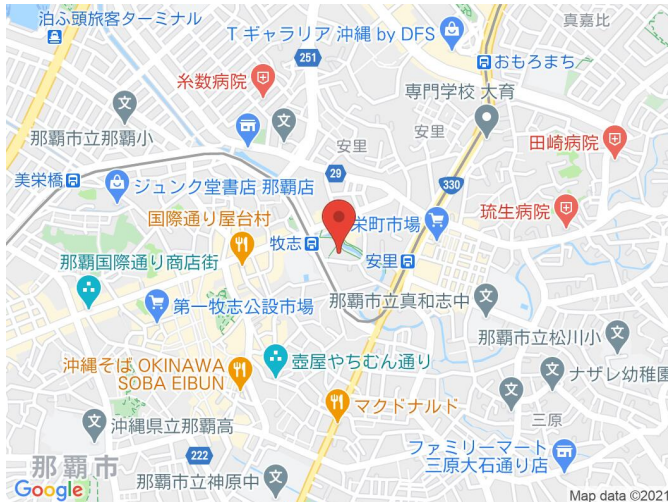 泊ふ頭旅客ターミナル
Tギャラリア 沖縄 by DFS
真嘉比
251
おもろまち
糸数病院
専門学校 大育
那覇市立那覇小
安里
安里
田崎病院
美栄橋
29
ジュンク堂書店 那覇店
330
琉生病院
国際通り屋台村
栄町市場
牧志
那覇国際通り商店街
安里
那覇市立真和志中
第一牧志公設市場
那覇市立松川小
沖縄そば OKINAWA
SOBA EIBUN
壺屋やちむん通り
ナザレ幼稚園
マクドナルド
沖縄県立那覇高
三原
222
ファミリーマート
三原大石通り店
那覇市
那覇市立神原中
Google
Map data ©202